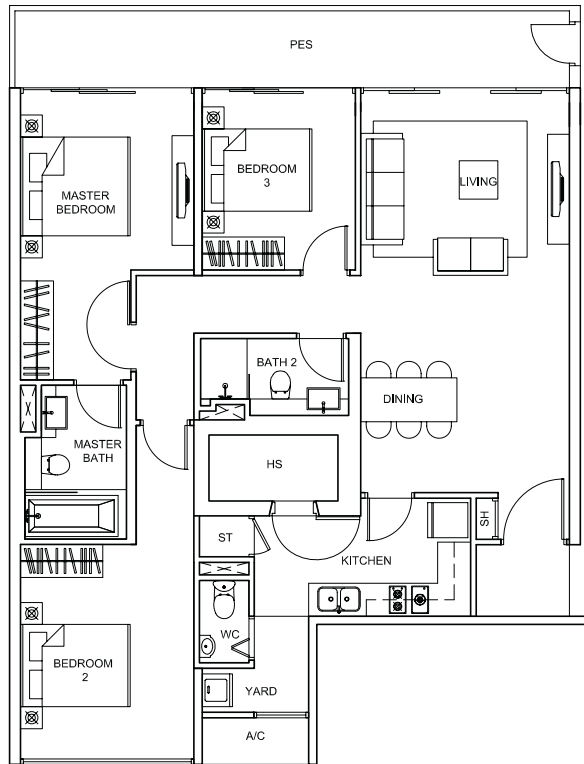 PES
MASTER
BEDROOM
BEDROOM
3
LIVING
BATH 2
DINING
MASTER
BATH
HS
SH
ST
KITCHEN
WC
BEDROOM
2
YARD
A/C